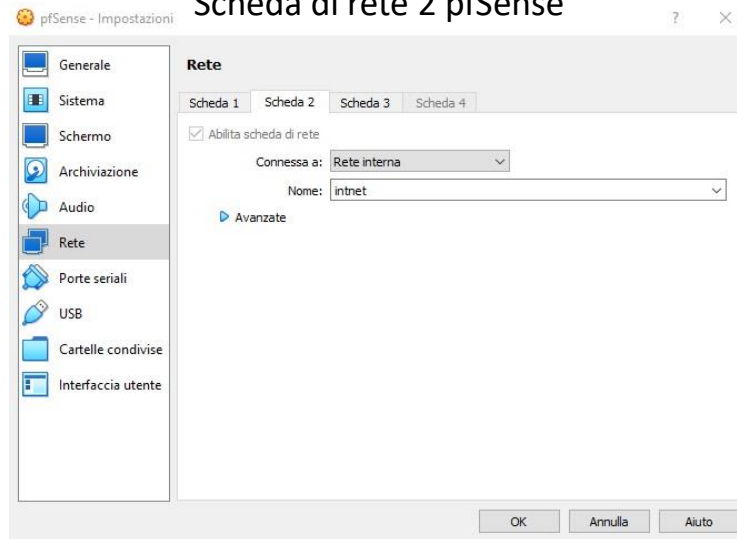 Scheda di rete 2 pfSense
pfSense - Impostazioni
?
Generale
Sistema
Schermo
Archiviazione
Audio
Rete
Porte seriali
USB
Cartelle condivise
Interfaccia utente
Rete
Scheda 1 Scheda 2 Scheda 3 Scheda 4
Abilita scheda di rete
Connessa a: Rete interna
Nome: intnet
Avanzate
OK Annulla Aiuto